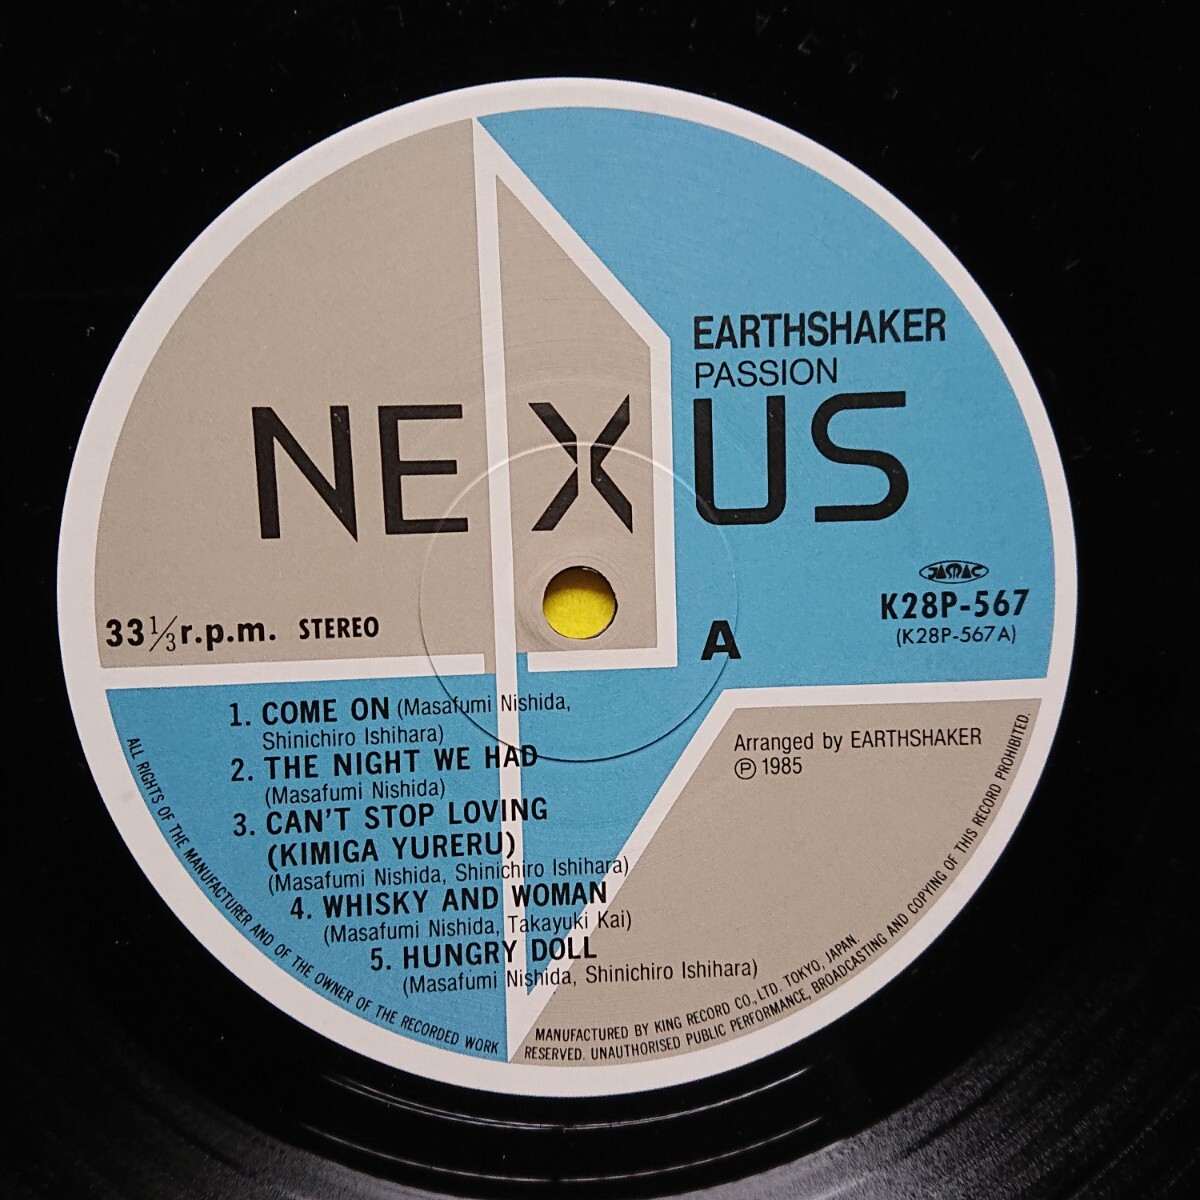 EARTHSHAKER
PASSION
NEXUS
JASRAC
K28P-567
(K28P-567A)
33 1/3 r.p.m. STEREO
A
1. COME ON (Masafumi Nishida,
Shinichiro Ishihara)
2. THE NIGHT WE HAD
(Masafumi Nishida)
3. CAN'T STOP LOVING
(KIMIGA YURERU)
(Masafumi Nishida, Shinichiro Ishihara)
4. WHISKY AND WOMAN
(Masafumi Nishida, Takayuki Kai)
5. HUNGRY DOLL
(Masafumi Nishida, Shinichiro Ishihara)
Arranged by EARTHSHAKER
Ⓟ 1985
MANUFACTURED BY KING RECORD CO., LTD. TOKYO, JAPAN.
ALL RIGHTS OF THE MANUFACTURER AND OF THE OWNER OF THE RECORDED WORK RESERVED. UNAUTHORISED PUBLIC PERFORMANCE, BROADCASTING AND COPYING OF THIS RECORD PROHIBITED.